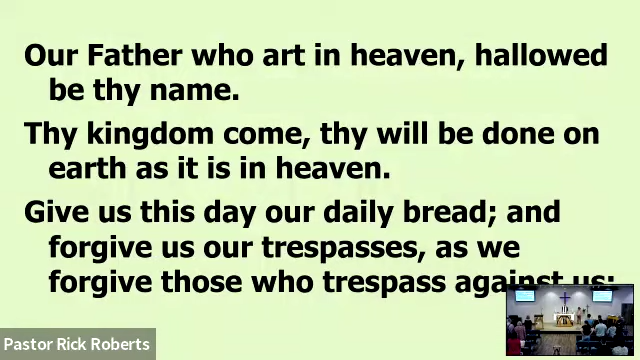 Our Father who art in heaven, hallowed
be thy name.
Thy kingdom come, thy will be done on
earth as it is in heaven.
Give us this day our daily bread; and
forgive us our trespasses, as we
forgive those who trespass against us;
Pastor Rick Roberts